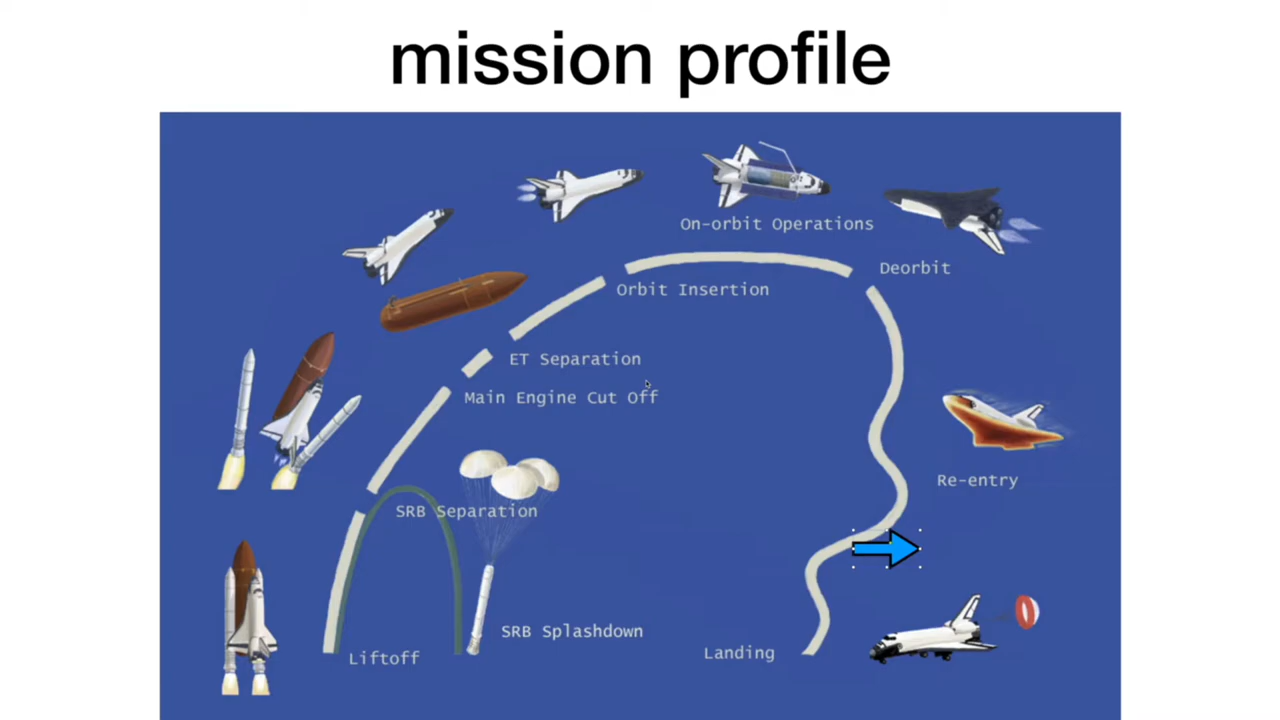 mission profile
On-orbit Operations
Deorbit
Orbit Insertion
ET Separation
Main Engine Cut Off
Re-entry
SRB Separation
SRB Splashdown
Landing
Liftoff